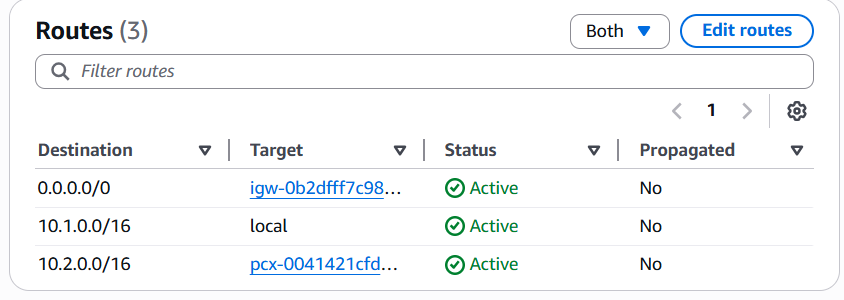 Routes (3)
Both
Edit routes
Filter routes
1
Destination Target Status Propagated
0.0.0.0/0 igw-0b2dfff7c98... Active No
10.1.0.0/16 local Active No
10.2.0.0/16 pcx-0041421cfd... Active No